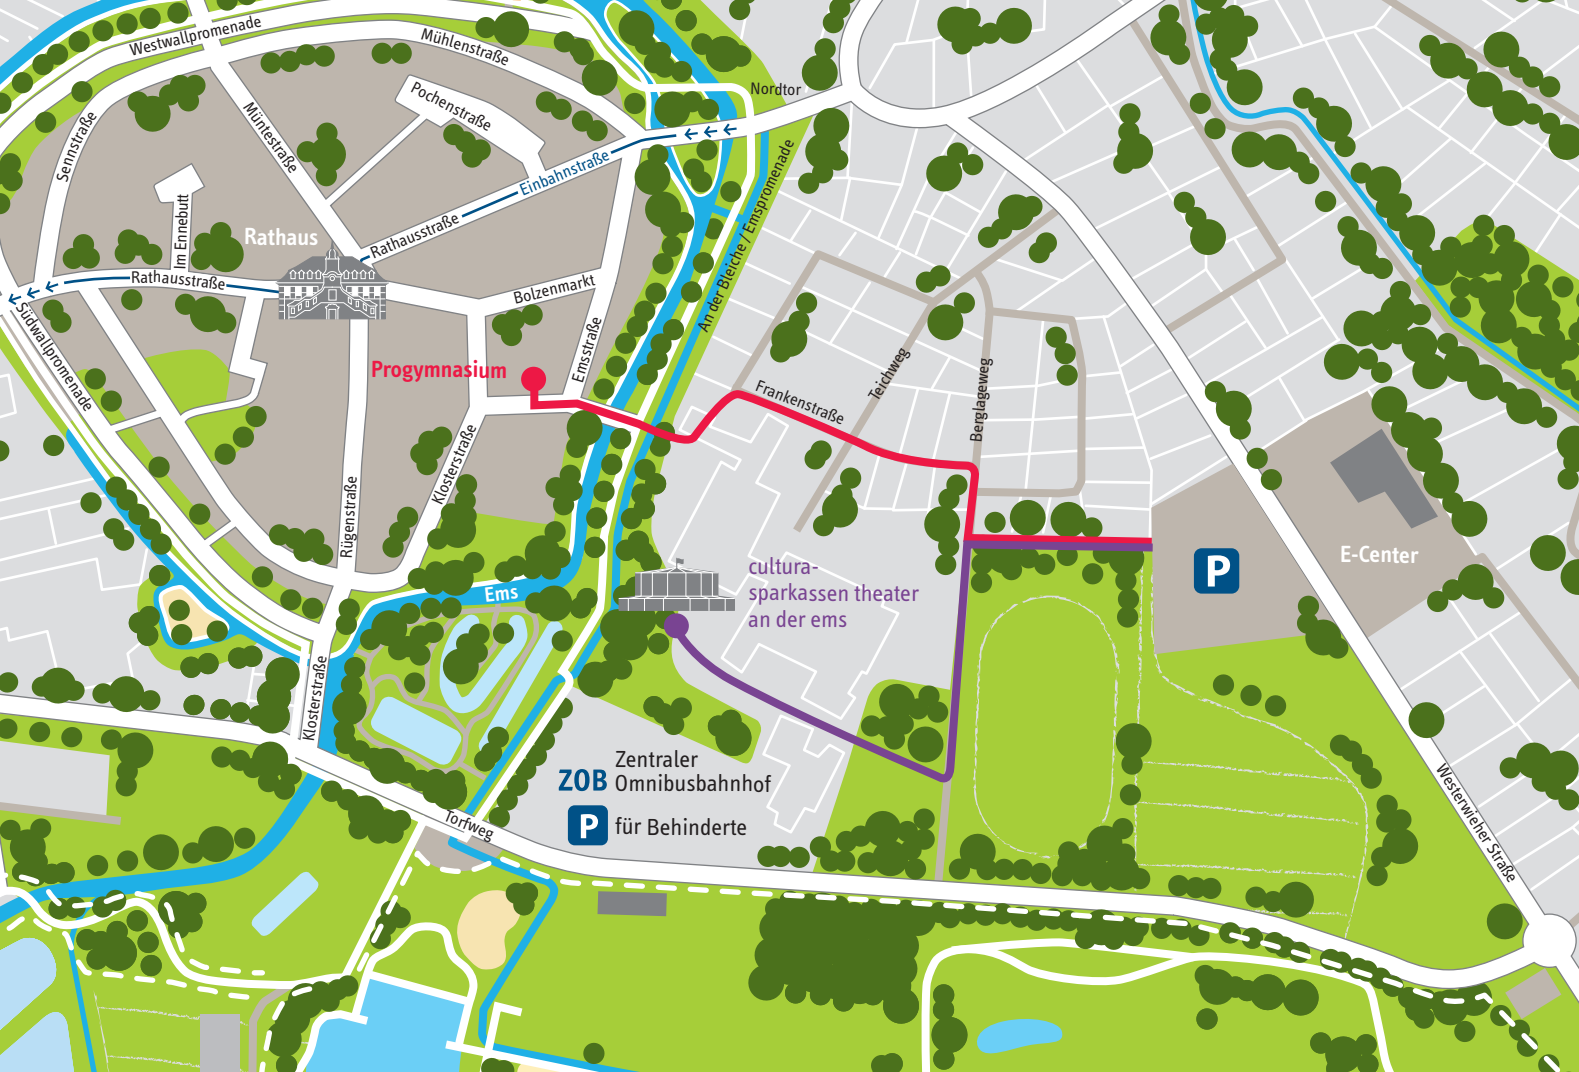 Westwallpromenade
Mühlenstraße
Nordtor
Pochenstraße
Müntestraße
Sennstraße
Einbahnstraße
An der Bleiche / Emspromenade
Im Ennebutt
Rathaus
Rathausstraße
Rathausstraße
Bolzenmarkt
Südwallpromenade
Emsstraße
Progymnasium
Teichweg
Frankenstraße
Berglageweg
Klosterstraße
Rügenstraße
Ems
cultura-
sparkassen theater
an der ems
P
E-Center
Klosterstraße
ZOB
Zentraler
Omnibusbahnhof
P für Behinderte
Torfweg
Westerwieher Straße